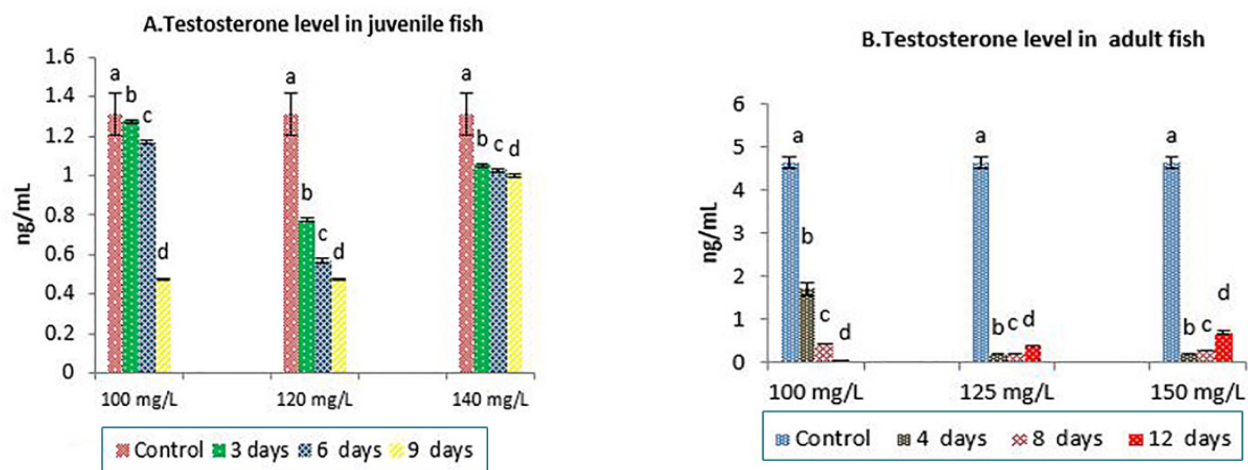 A.Testosterone level in juvenile fish
1.6
1.4
1.2
1
0.8
0.6
0.4
0.2
0
ng/mL
a
b
c
d
a
b
c
d
a
b
c
d
100 mg/L
120 mg/L
140 mg/L
Control 3 days 6 days 9 days
B.Testosterone level in adult fish
6
5
4
3
2
1
0
ng/mL
a
b
c
d
a
b c d
a
b c d
100 mg/L
125 mg/L
150 mg/L
Control 4 days 8 days 12 days